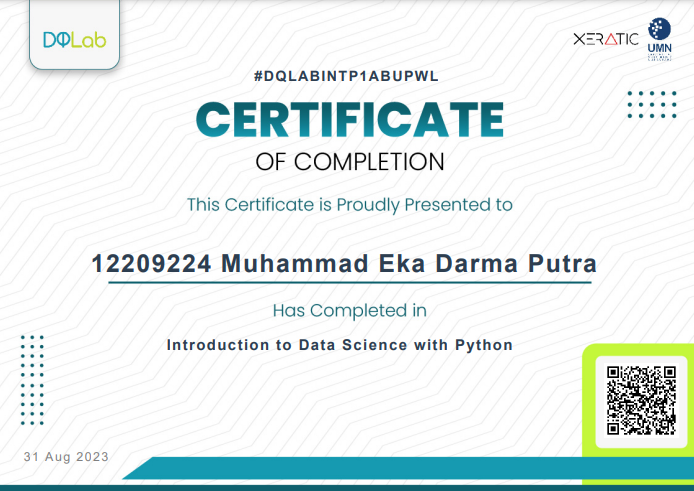 DQLab
XERATIC
UMN
#DQLABINTP1ABUPWL
CERTIFICATE
OF COMPLETION
This Certificate is Proudly Presented to
12209224 Muhammad Eka Darma Putra
Has Completed in
Introduction to Data Science with Python
31 Aug 2023